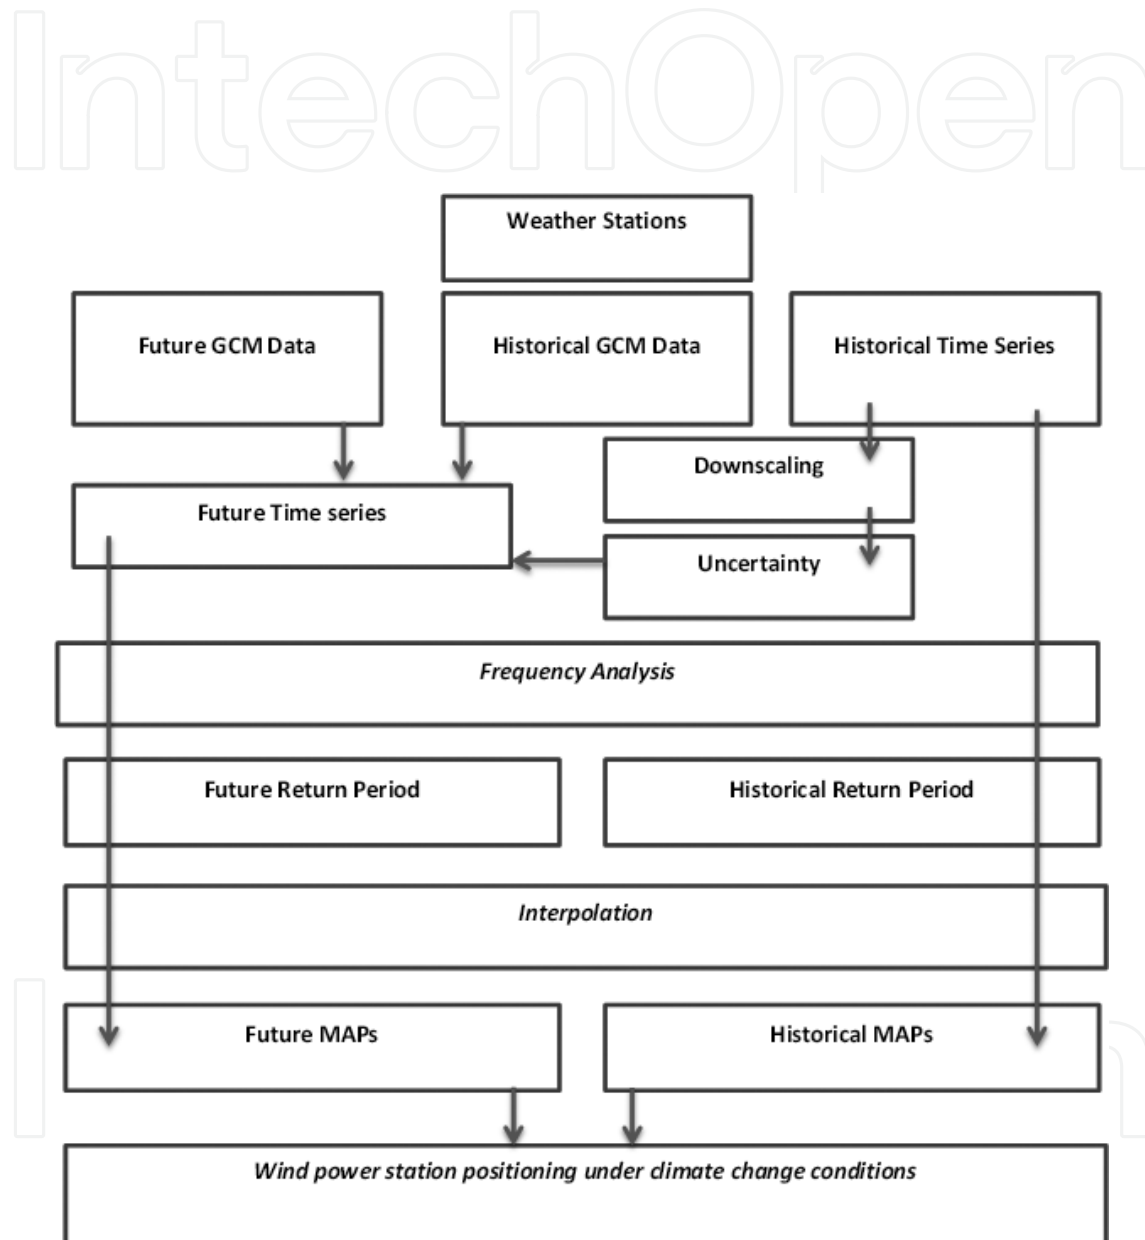 IntechOpen
Weather Stations
Future GCM Data
Historical GCM Data
Historical Time Series
Downscaling
Future Time series
Uncertainty
Frequency Analysis
Future Return Period
Historical Return Period
Interpolation
Future MAPs
Historical MAPs
Wind power station positioning under climate change conditions